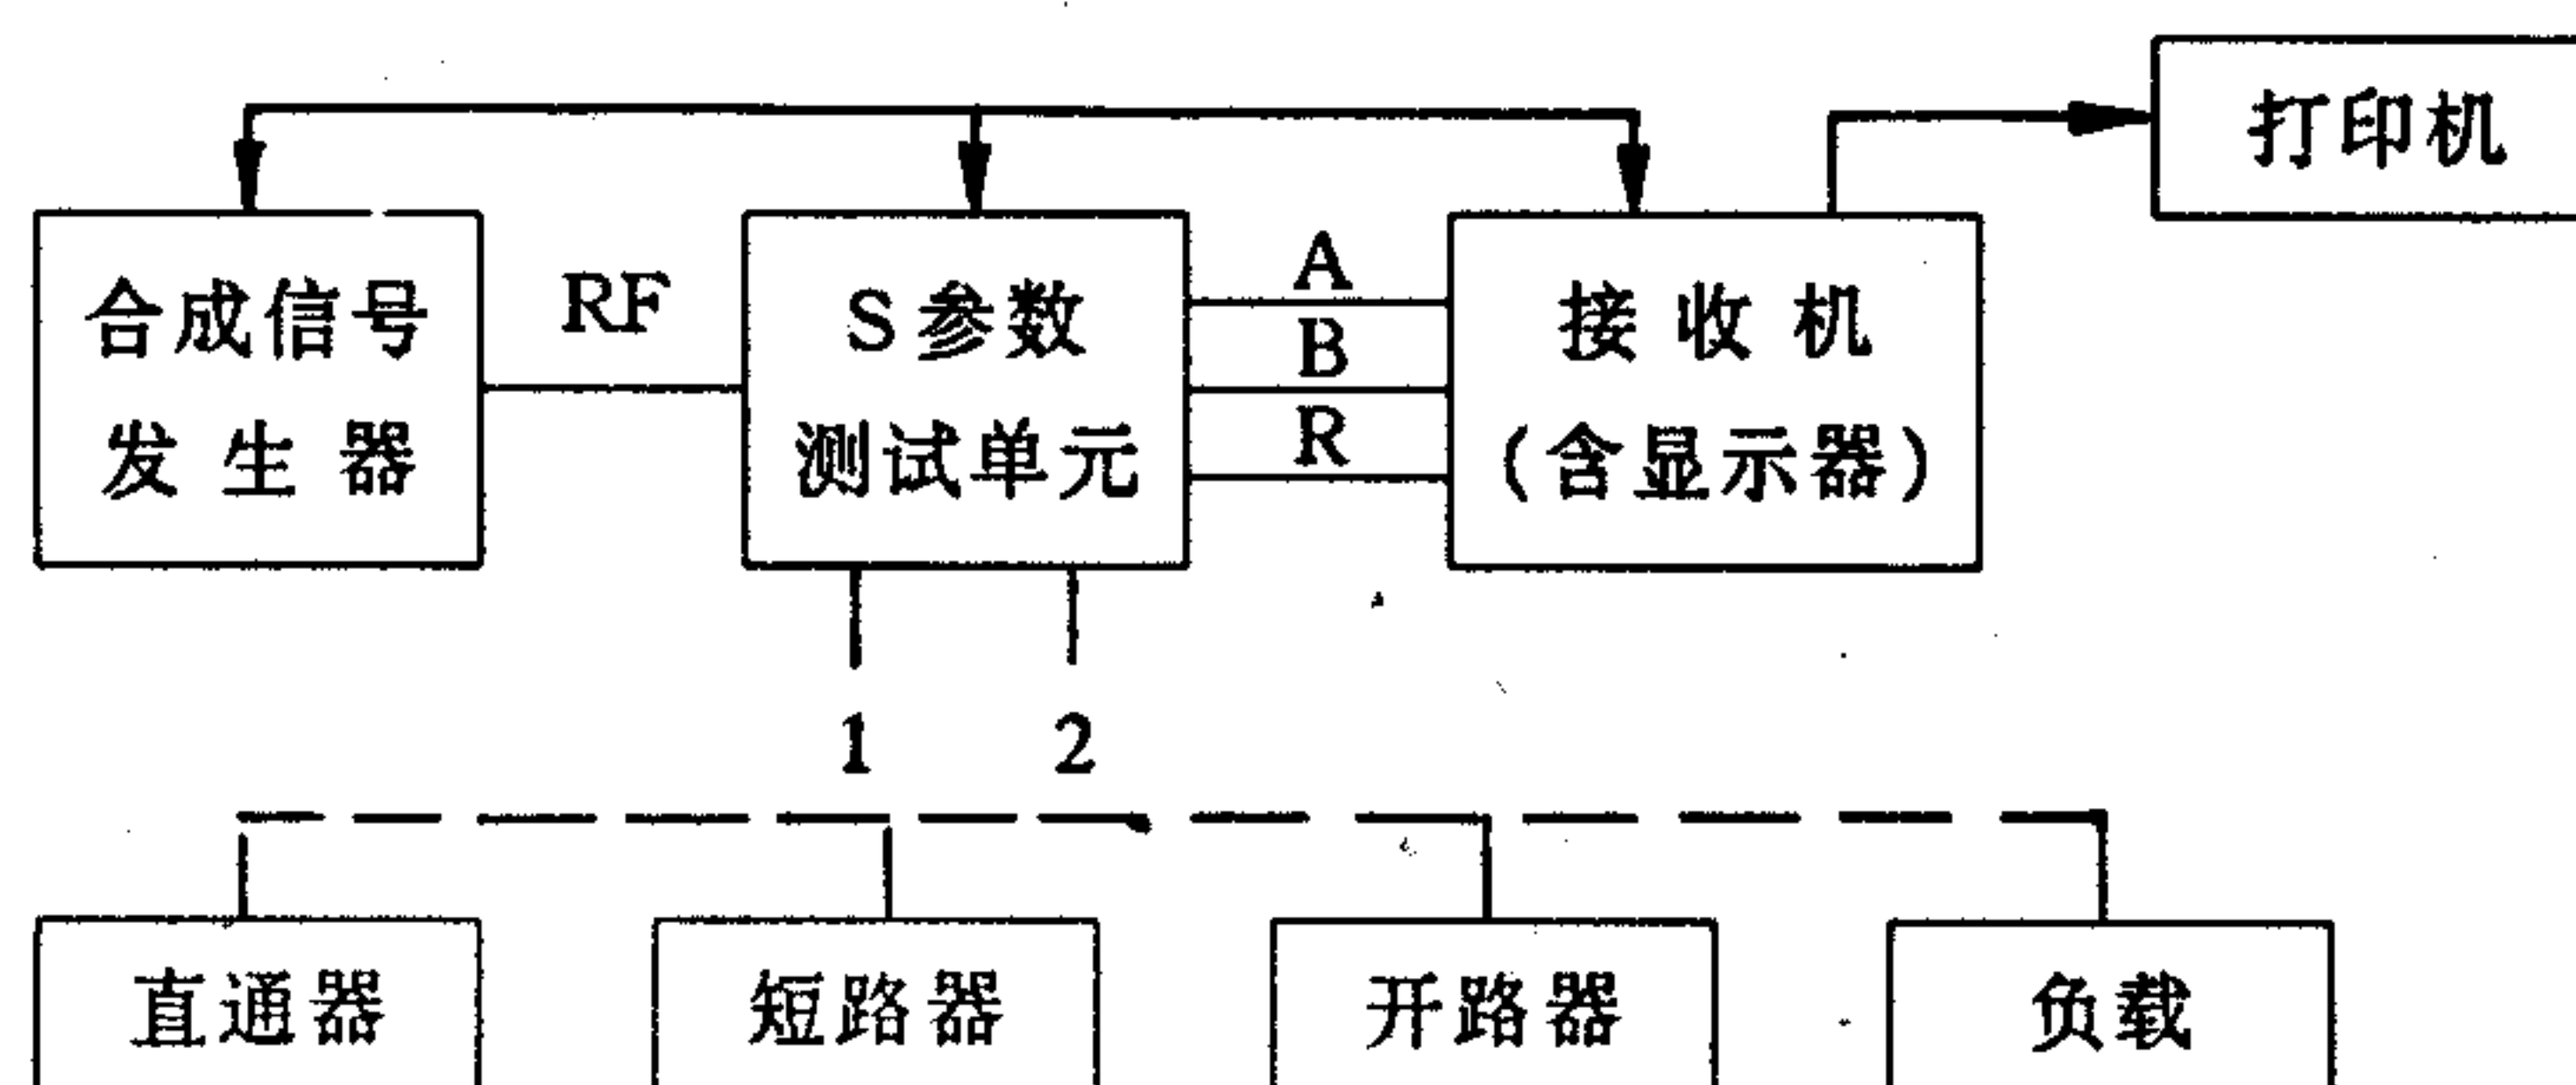 打印机
合成信号
发生器
RF
S参数
测试单元
A
B
R
接收机
(含显示器)
1
2
直通器
短路器
开路器
负载